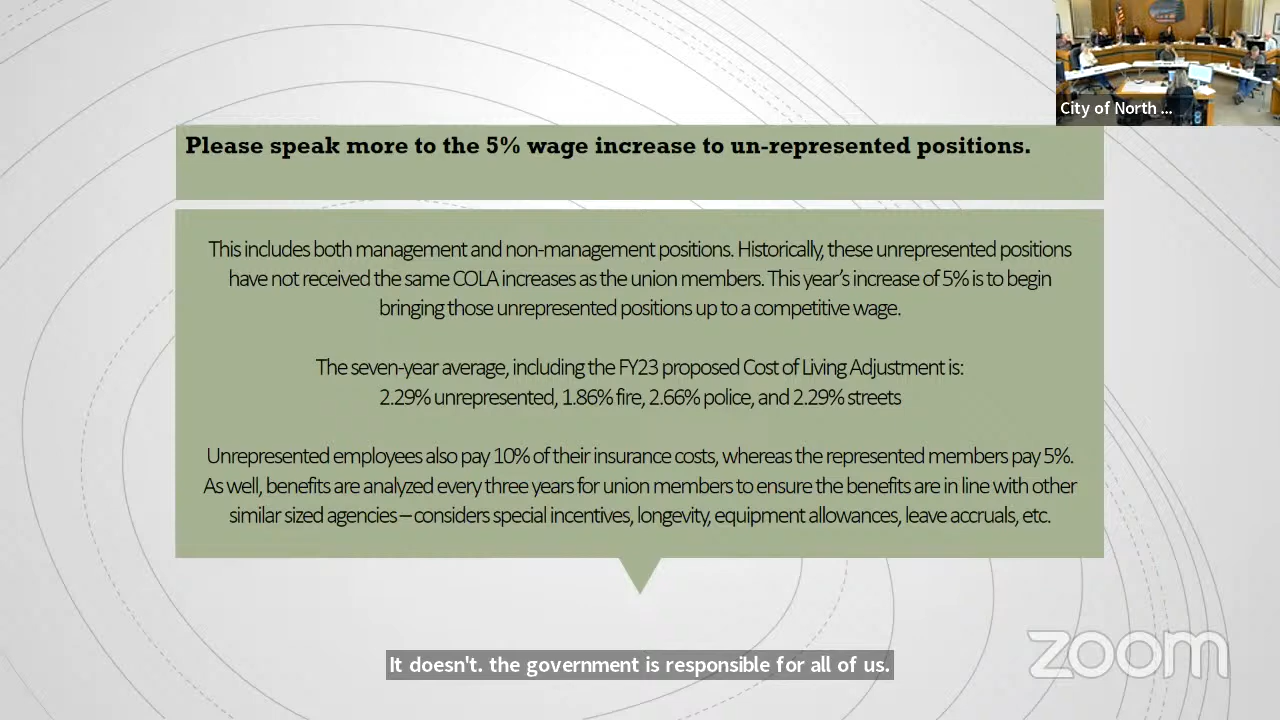 City of North ...
Please speak more to the 5% wage increase to un-represented positions.
This includes both management and non-management positions. Historically, these unrepresented positions
have not received the same COLA increases as the union members. This year's increase of 5% is to begin
bringing those unrepresented positions up to a competitive wage.
The seven-year average, including the FY23 proposed Cost of Living Adjustment is:
2.29% unrepresented, 1.86% fire, 2.66% police, and 2.29% streets
Unrepresented employees also pay 10% of their insurance costs, whereas the represented members pay 5%.
As well, benefits are analyzed every three years for union members to ensure the benefits are in line with other
similar sized agencies – considers special incentives, longevity, equipment allowances, leave accruals, etc.
It doesn't. the government is responsible for all of us.
zoom